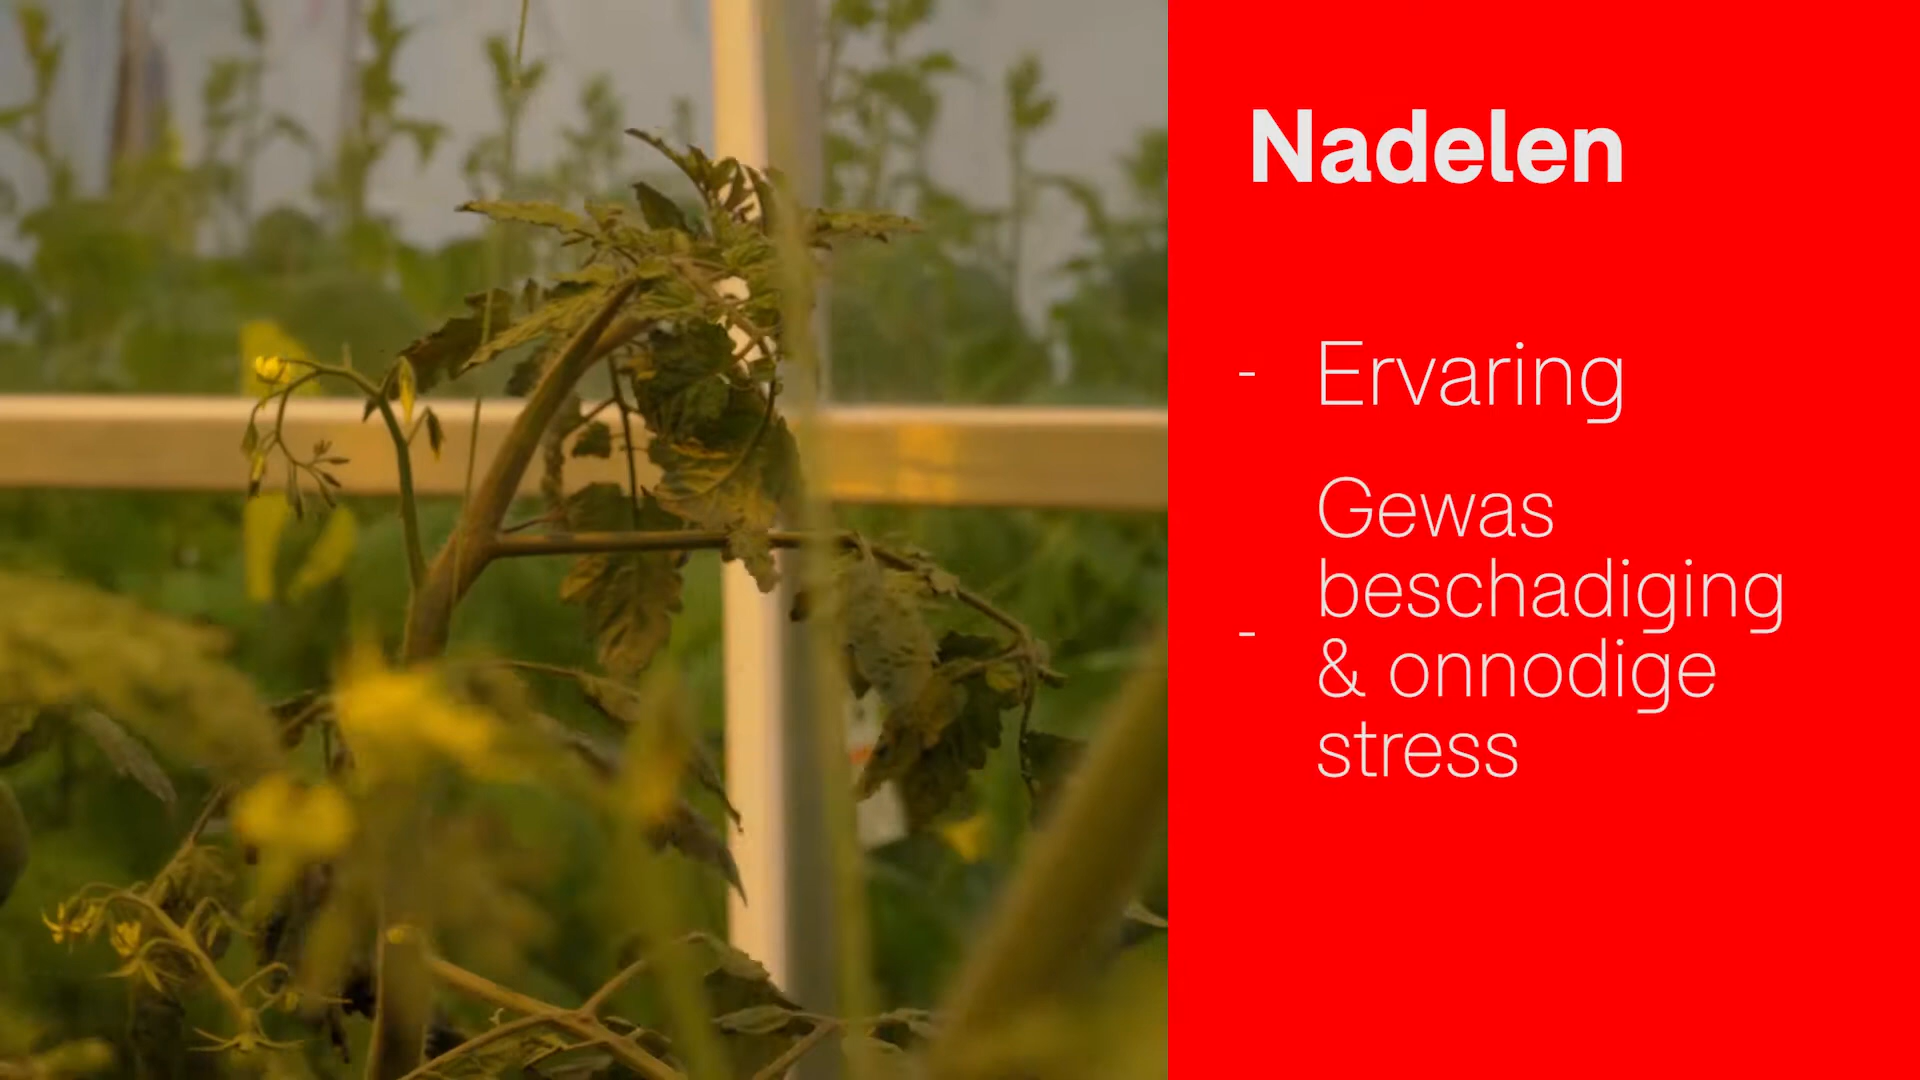 Nadelen
- Ervaring
Gewas
beschadiging
- & onnodige
stress